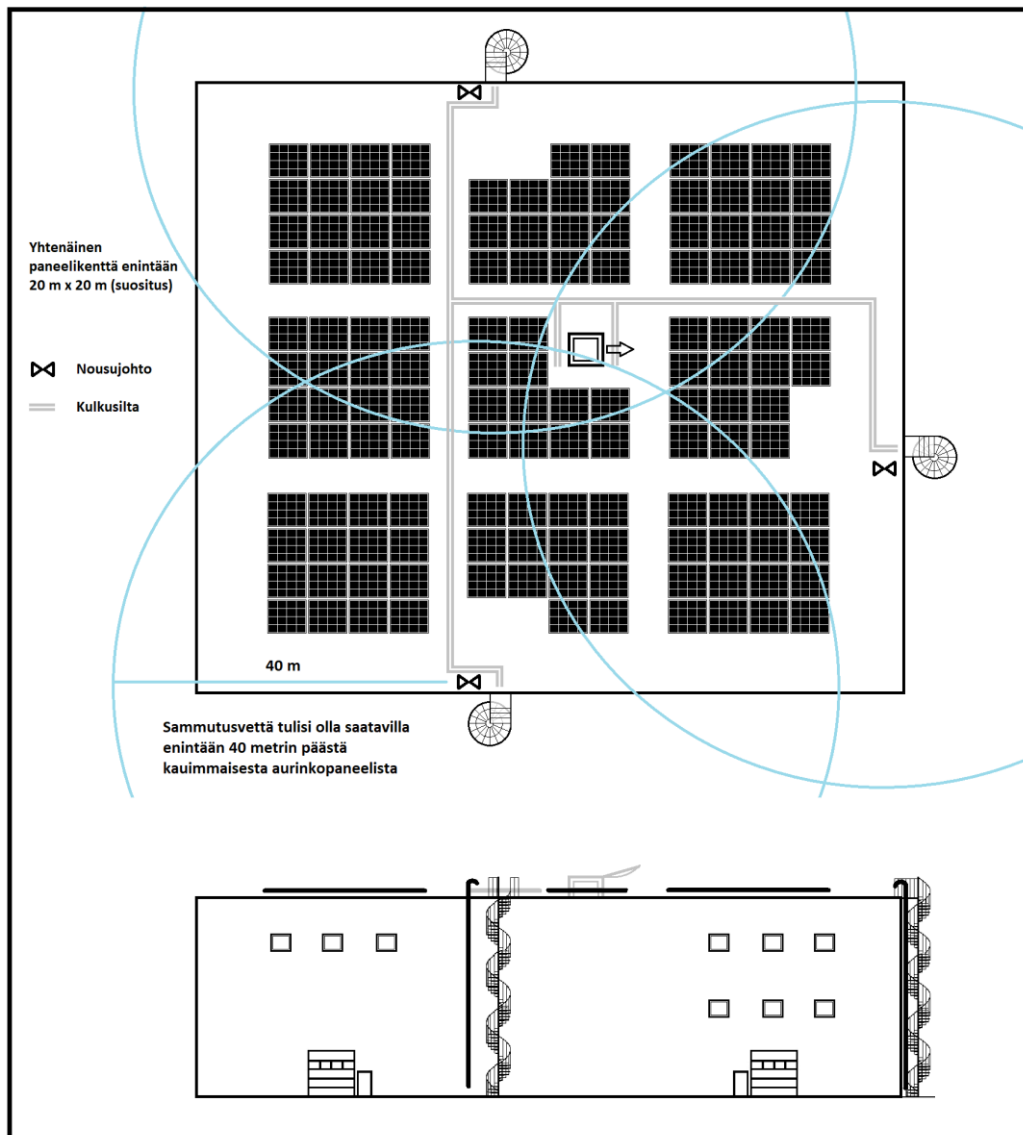 Yhtenäinen
paneelikenttä enintään
20 m x 20 m (suositus)
Nousujohto
Kulkusilta
40 m
Sammutusvettä tulisi olla saatavilla
enintään 40 metrin päästä
kauimmaisesta aurinkopaneelista